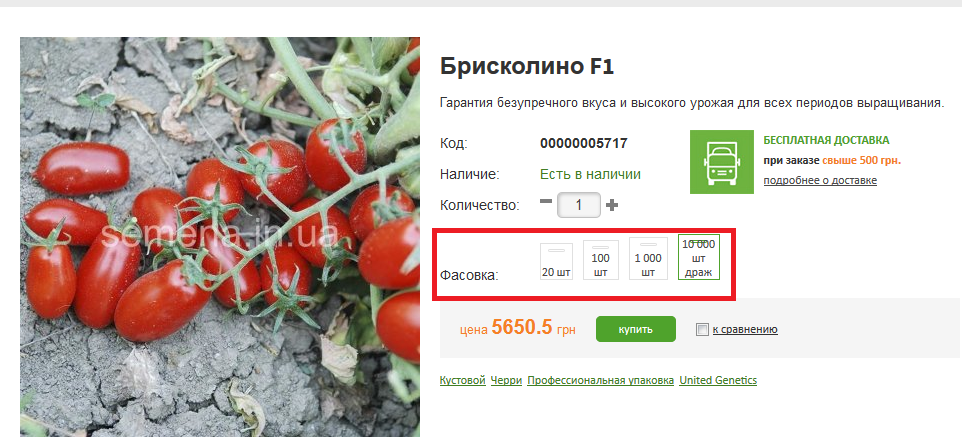 Брисколино F1
Гарантия безупречного вкуса и высокого урожая для всех периодов выращивания.
Код: 00000005717
Наличие: Есть в наличии
Количество: 1
БЕСПЛАТНАЯ ДОСТАВКА
при заказе свыше 500 грн.
подробнее о доставке
Фасовка:
20 шт
100
шт
1 000
шт
10 000
шт
драж
цена 5650.5 грн
купить
к сравнению
Кустовой Черри Профессиональная упаковка United Genetics
semena.in.ua